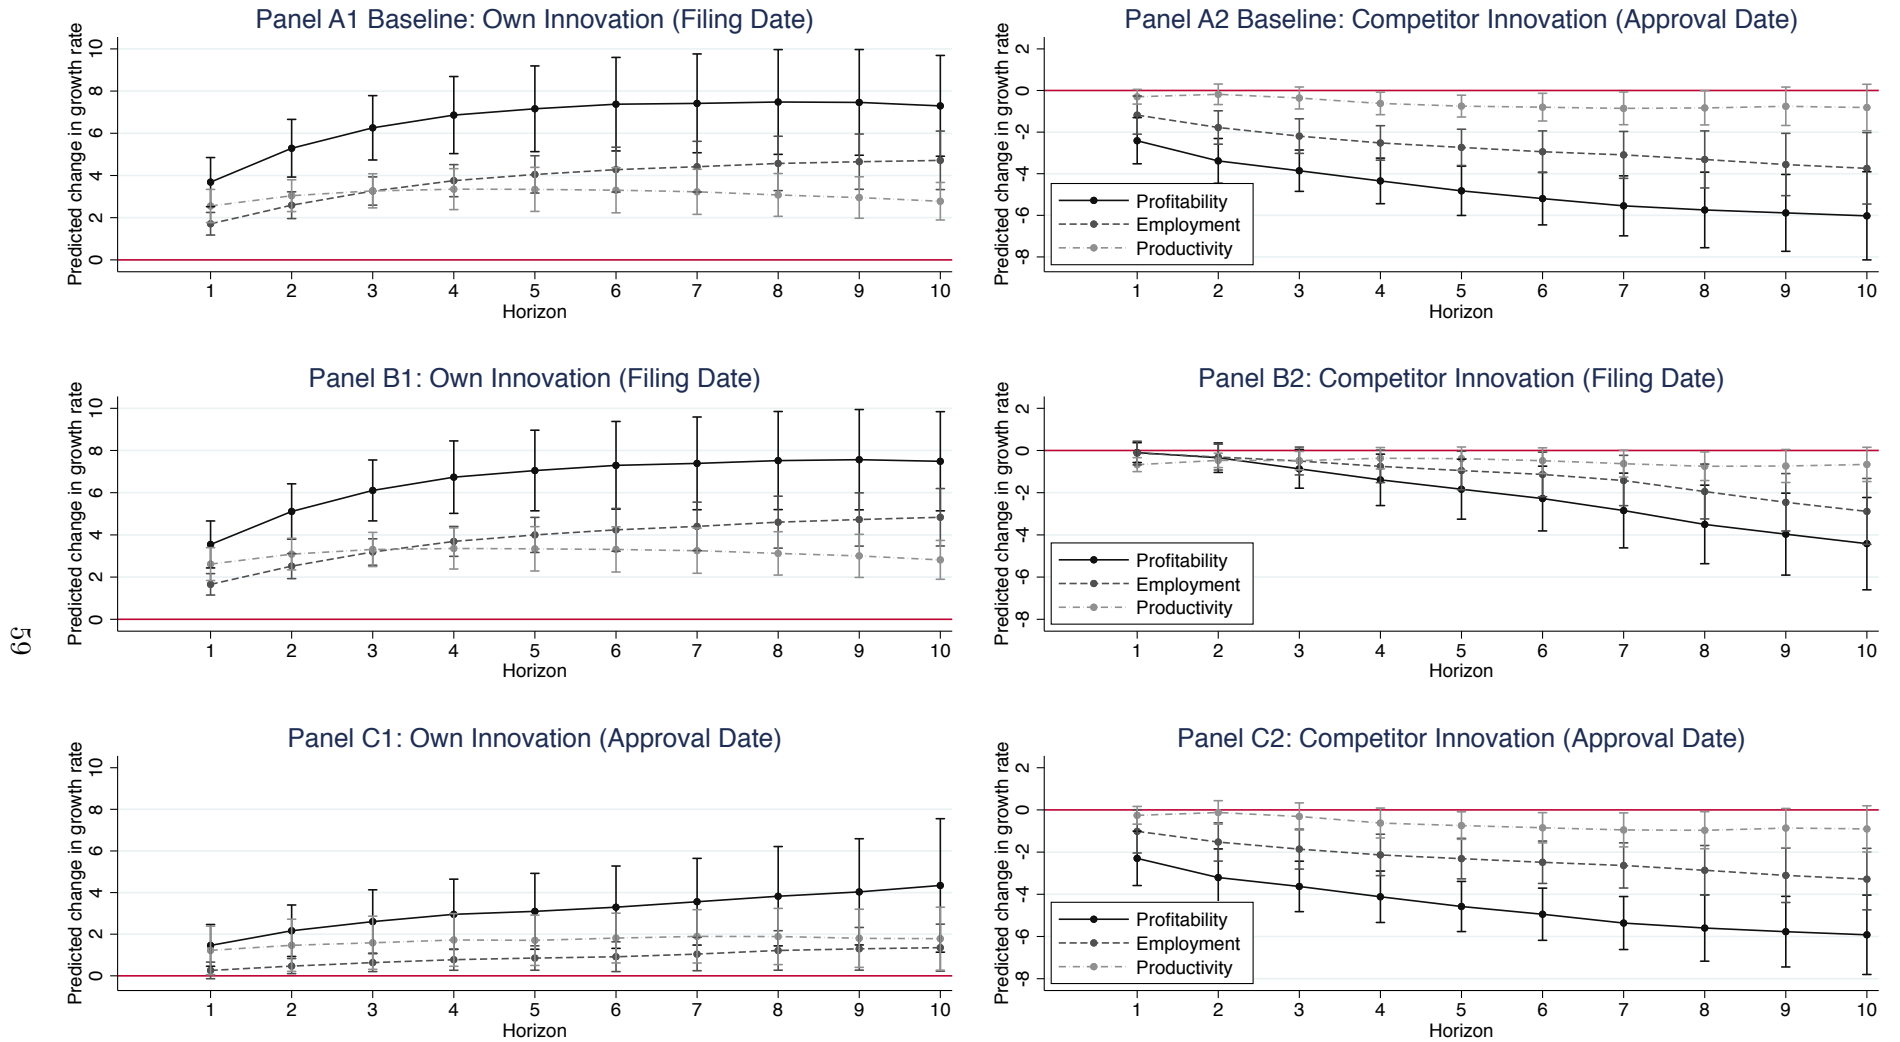 Panel A1 Baseline: Own Innovation (Filing Date)
Predicted change in growth rate
10
8
6
4
2
0
1 2 3 4 5 6 7 8 9 10
Horizon
Panel A2 Baseline: Competitor Innovation (Approval Date)
Predicted change in growth rate
2
0
-2
-4
-6
-8
Profitability
Employment
Productivity
1 2 3 4 5 6 7 8 9 10
Horizon
Panel B1: Own Innovation (Filing Date)
Predicted change in growth rate
10
8
6
4
2
0
1 2 3 4 5 6 7 8 9 10
Horizon
Panel B2: Competitor Innovation (Filing Date)
Predicted change in growth rate
2
0
-2
-4
-6
-8
Profitability
Employment
Productivity
1 2 3 4 5 6 7 8 9 10
Horizon
59
Panel C1: Own Innovation (Approval Date)
Predicted change in growth rate
10
8
6
4
2
0
1 2 3 4 5 6 7 8 9 10
Horizon
Panel C2: Competitor Innovation (Approval Date)
Predicted change in growth rate
2
0
-2
-4
-6
-8
Profitability
Employment
Productivity
1 2 3 4 5 6 7 8 9 10
Horizon